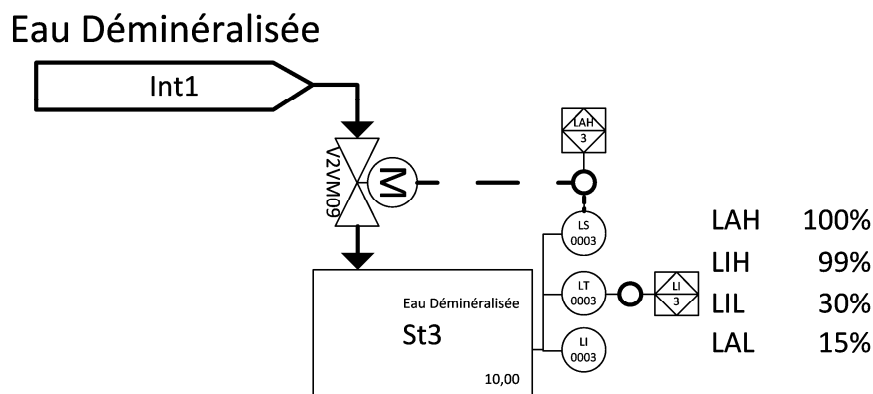 Eau Déminéralisée
Int1
LAH
3
V2VM09
M
LS
0003
LAH 100%
LIH 99%
LT
0003
LI
3
LIL 30%
LI
0003
LAL 15%
Eau Déminéralisée
St3
10,00